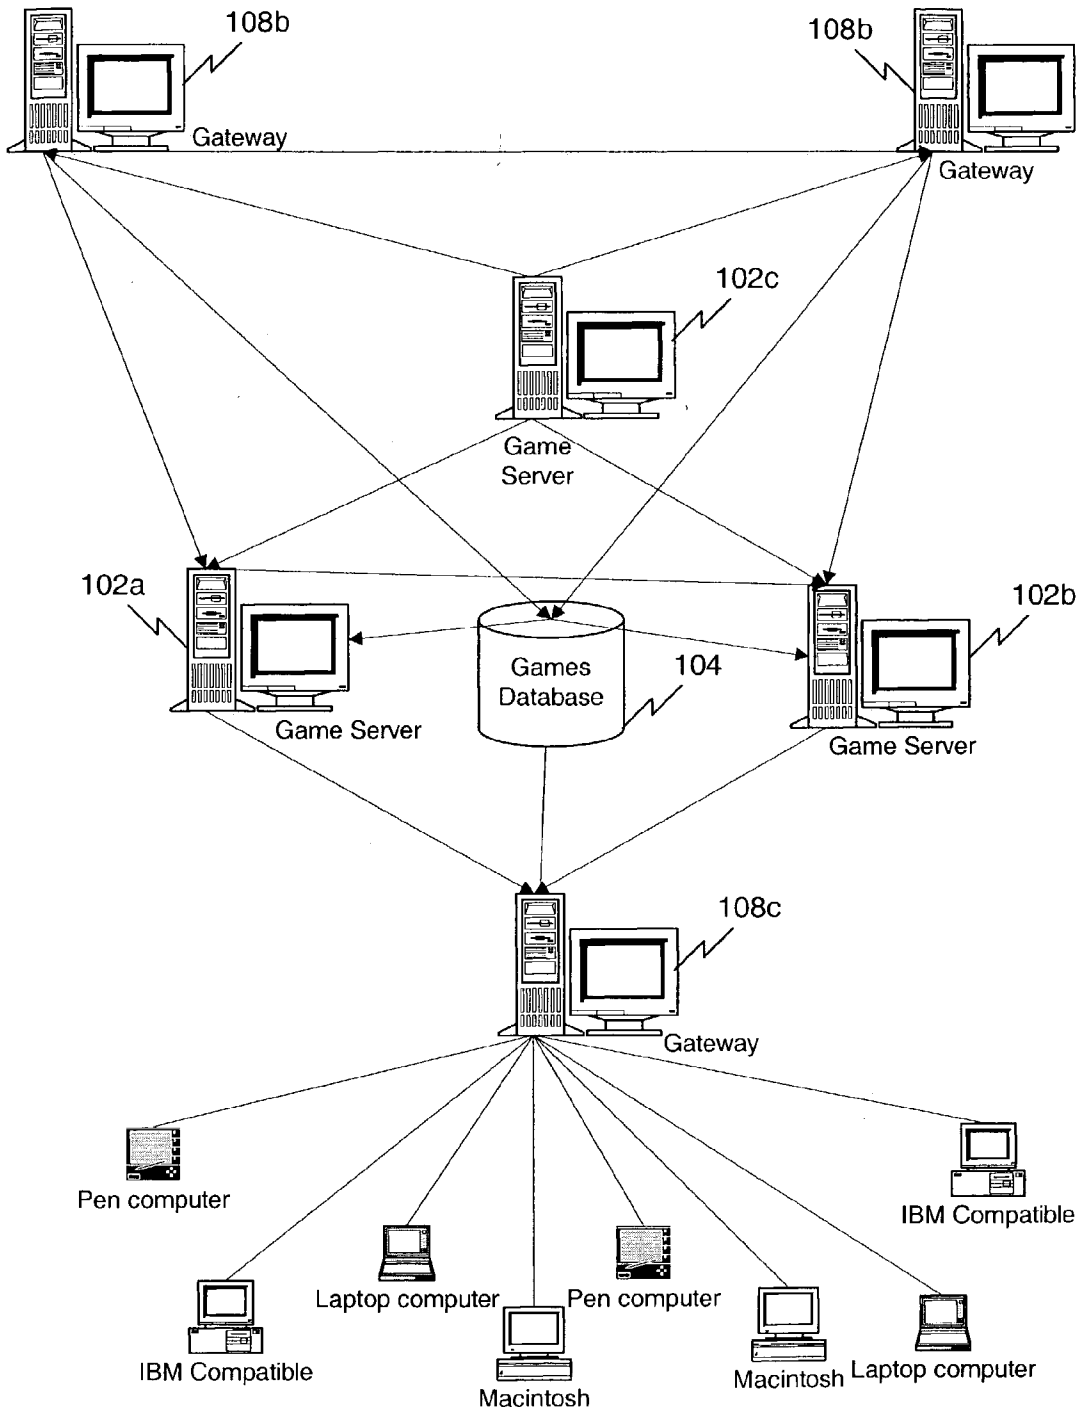 108b
108b
Gateway
Gateway
102c
Game
Server
102a
102b
Games
Database
104
Game Server
Game Server
108c
Gateway
Pen computer
IBM Compatible
Laptop computer
Pen computer
IBM Compatible
Macintosh
Macintosh
Laptop computer